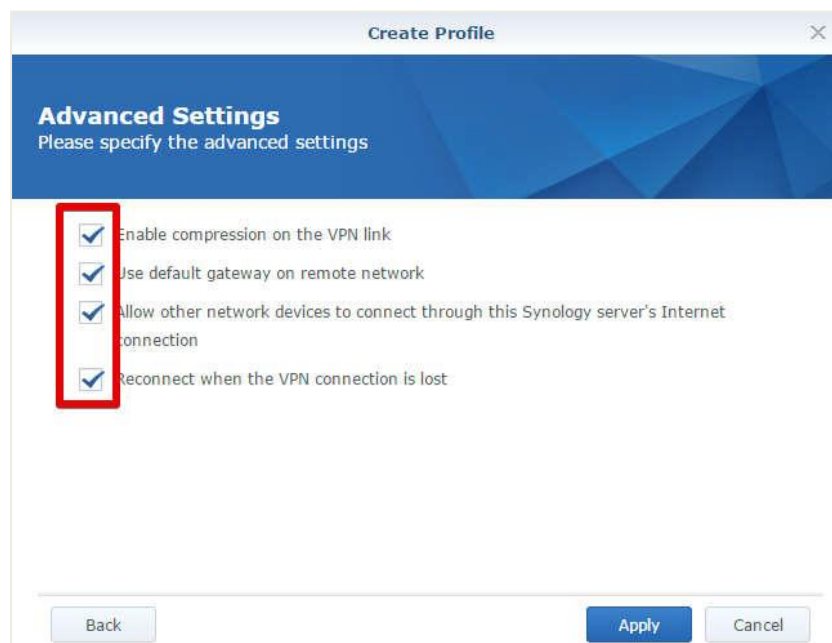 Create Profile
Advanced Settings
Please specify the advanced settings
Enable compression on the VPN link
Use default gateway on remote network
Allow other network devices to connect through this Synology server's Internet
connection
Reconnect when the VPN connection is lost
Back
Apply
Cancel